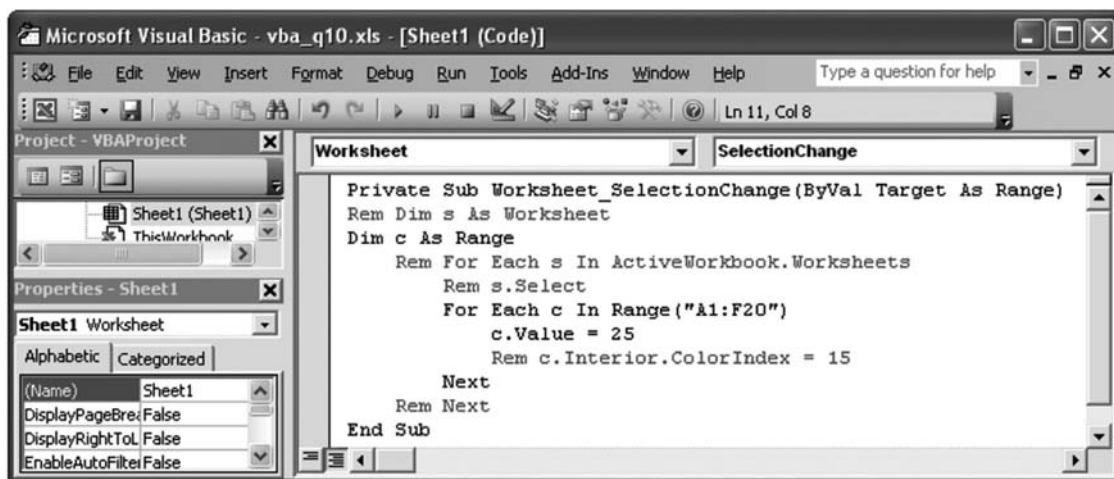 Microsoft Visual Basic - vba_q10.xls - [Sheet1 (Code)]
File Edit View Insert Format Debug Run Tools Add-Ins Window Help Type a question for help
Ln 11, Col 8
Project - VBAProject
Sheet1 (Sheet1)
ThisWorkbook
Properties - Sheet1
Sheet1 Worksheet
Alphabetic Categorized
(Name) Sheet1
DisplayPageBrea False
DisplayRightToL False
EnableAutoFilter False
Worksheet SelectionChange
Private Sub Worksheet_SelectionChange(ByVal Target As Range)
Rem Dim s As Worksheet
Dim c As Range
Rem For Each s In ActiveWorkbook.Worksheets
Rem s.Select
For Each c In Range("A1:F20")
c.Value = 25
Rem c.Interior.ColorIndex = 15
Next
Rem Next
End Sub